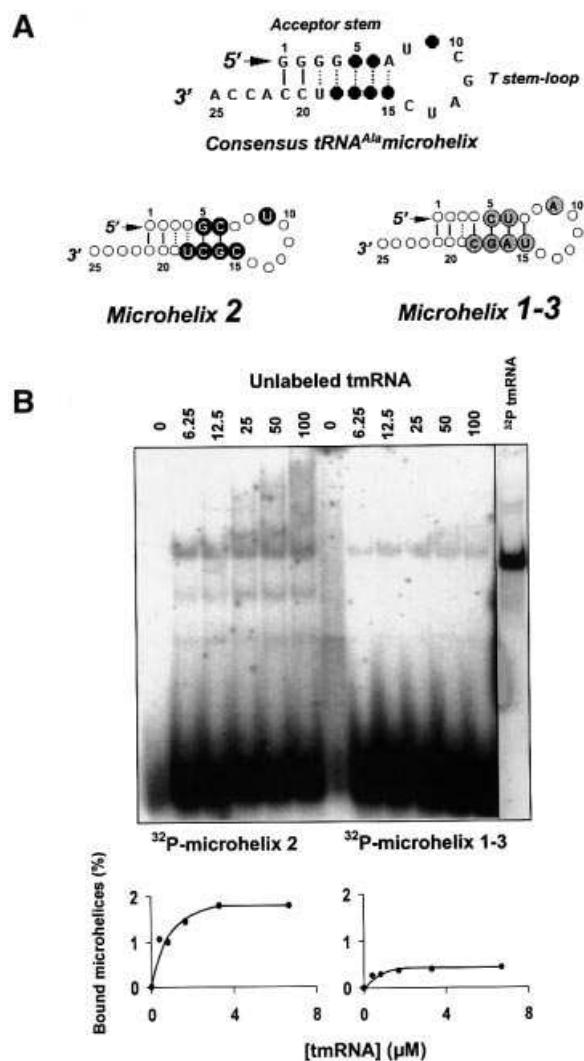 A
Acceptor stem
1 5 10
5' G G G G A U C
G
T stem-loop
3' A C C A C C U C U A
25 20 15
Consensus tRNA^Ala microhelix
1 5 10
5' G C U
3' U C G C
25 20 15
Microhelix 2
1 5 10
5' C U A
3' C G A U
25 20 15
Microhelix 1-3
B
Unlabeled tmRNA
0 6.25 12.5 25 50 100 0 6.25 12.5 25 50 100 32P tmRNA
32P-microhelix 2 32P-microhelix 1-3
Bound microhelices (%)
2 2
1 1
0 0
0 4 8 0 4 8
[tmRNA] (µM)